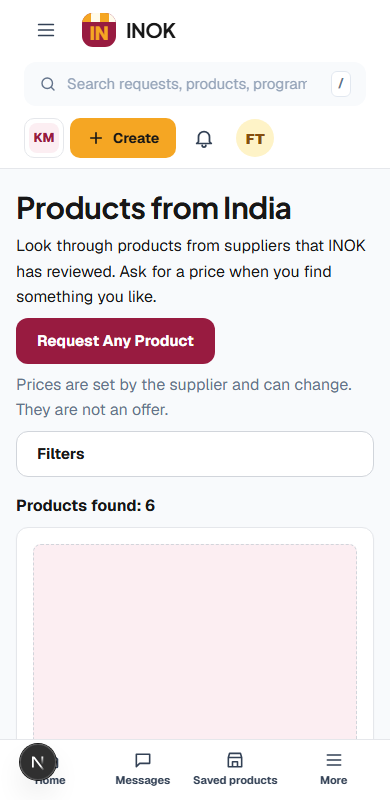 IN INOK
Search requests, products, program /
KM + Create FT
Products from India
Look through products from suppliers that INOK
has reviewed. Ask for a price when you find
something you like.
Request Any Product
Prices are set by the supplier and can change.
They are not an offer.
Filters
Products found: 6
N
Home Messages Saved products More